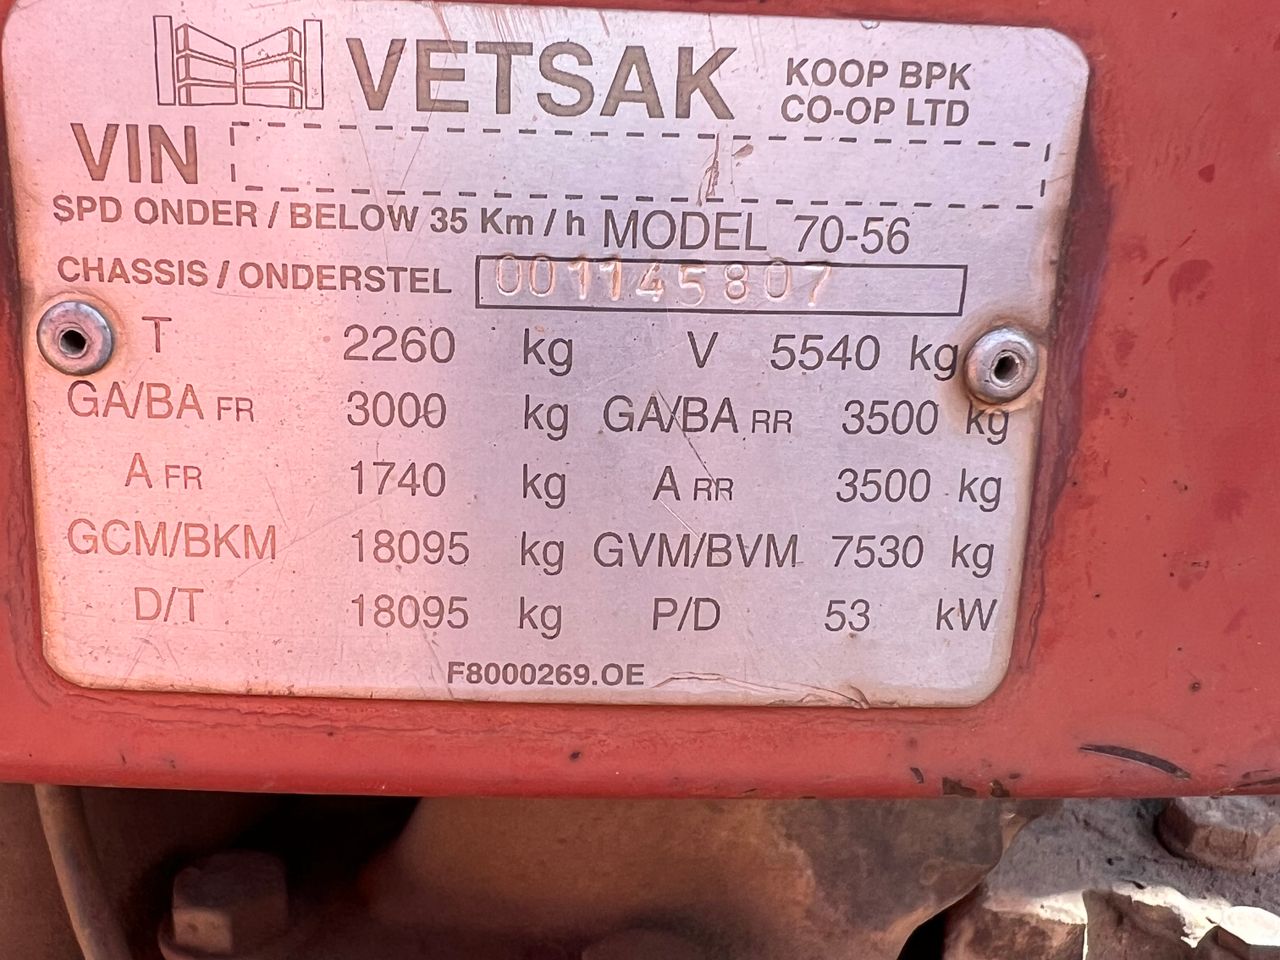 VETSAK KOOP BPK
CO-OP LTD
VIN
SPD ONDER / BELOW 35 Km / h MODEL 70-56
CHASSIS / ONDERSTEL 001145807
T 2260 kg V 5540 kg
GA/BA FR 3000 kg GA/BA RR 3500 kg
A FR 1740 kg A RR 3500 kg
GCM/BKM 18095 kg GVM/BVM 7530 kg
D/T 18095 kg P/D 53 kW
F8000269.OE